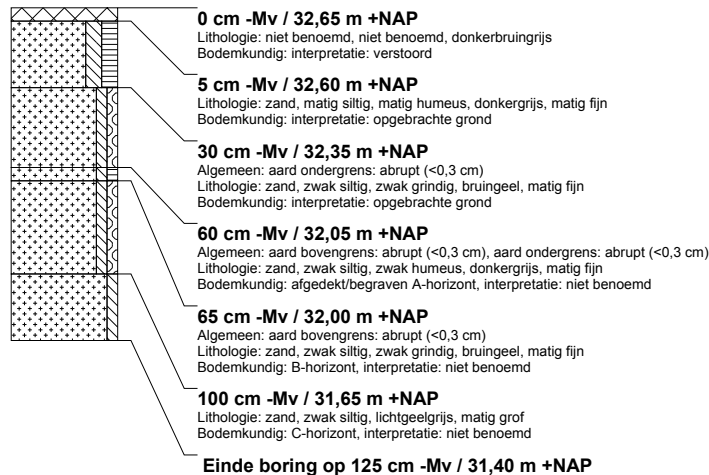 0 cm -Mv / 32,65 m +NAP
Lithologie: niet benoemd, niet benoemd, donkerbruingrijs
Bodemkundig: interpretatie: verstoord
5 cm -Mv / 32,60 m +NAP
Lithologie: zand, matig siltig, matig humeus, donkergrijs, matig fijn
Bodemkundig: interpretatie: opgebrachte grond
30 cm -Mv / 32,35 m +NAP
Algemeen: aard ondergrens: abrupt (<0,3 cm)
Lithologie: zand, zwak siltig, zwak grindig, bruingeel, matig fijn
Bodemkundig: interpretatie: opgebrachte grond
60 cm -Mv / 32,05 m +NAP
Algemeen: aard bovengrens: abrupt (<0,3 cm), aard ondergrens: abrupt (<0,3 cm)
Lithologie: zand, zwak siltig, zwak humeus, donkergrijs, matig fijn
Bodemkundig: afgedekt/begraven A-horizont, interpretatie: niet benoemd
65 cm -Mv / 32,00 m +NAP
Algemeen: aard bovengrens: abrupt (<0,3 cm)
Lithologie: zand, zwak siltig, zwak grindig, bruingeel, matig fijn
Bodemkundig: B-horizont, interpretatie: niet benoemd
100 cm -Mv / 31,65 m +NAP
Lithologie: zand, zwak siltig, lichtgeelgrijs, matig grof
Bodemkundig: C-horizont, interpretatie: niet benoemd
Einde boring op 125 cm -Mv / 31,40 m +NAP